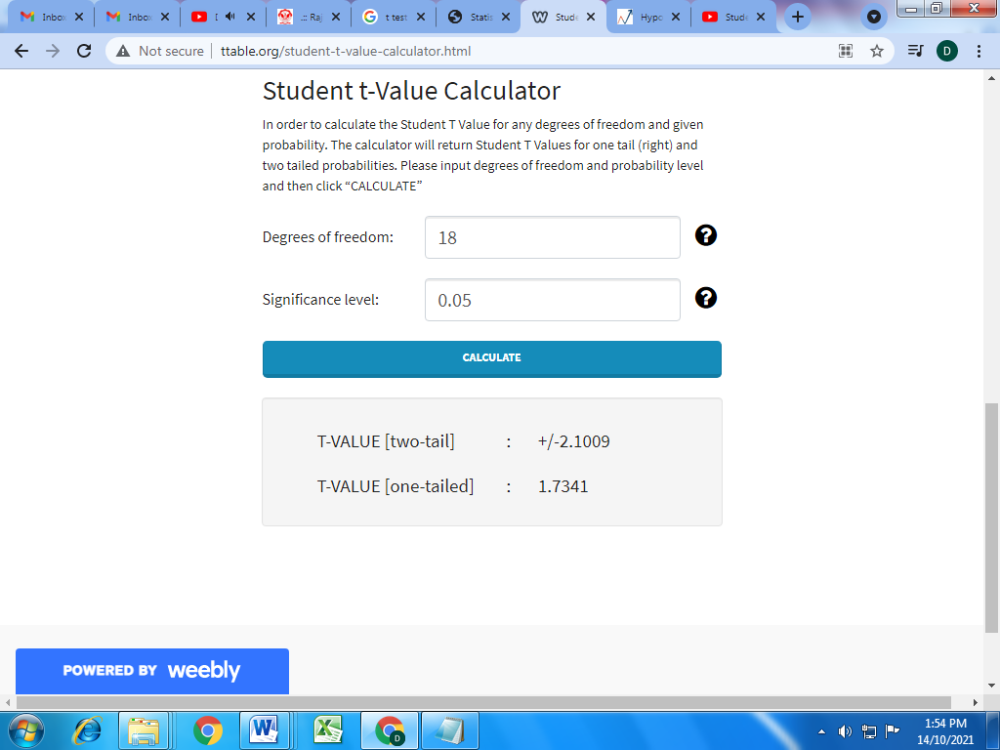 Inbox
Inbox
I
.:: Raj
t test
Statis
Stude
Hypo
Stude
Not secure
ttable.org/student-t-value-calculator.html
D
Student t-Value Calculator
In order to calculate the Student T Value for any degrees of freedom and given
probability. The calculator will return Student T Values for one tail (right) and
two tailed probabilities. Please input degrees of freedom and probability level
and then click “CALCULATE”
Degrees of freedom: 18
Significance level: 0.05
CALCULATE
T-VALUE [two-tail] : +/-2.1009
T-VALUE [one-tailed] : 1.7341
POWERED BY weebly
1:54 PM
14/10/2021